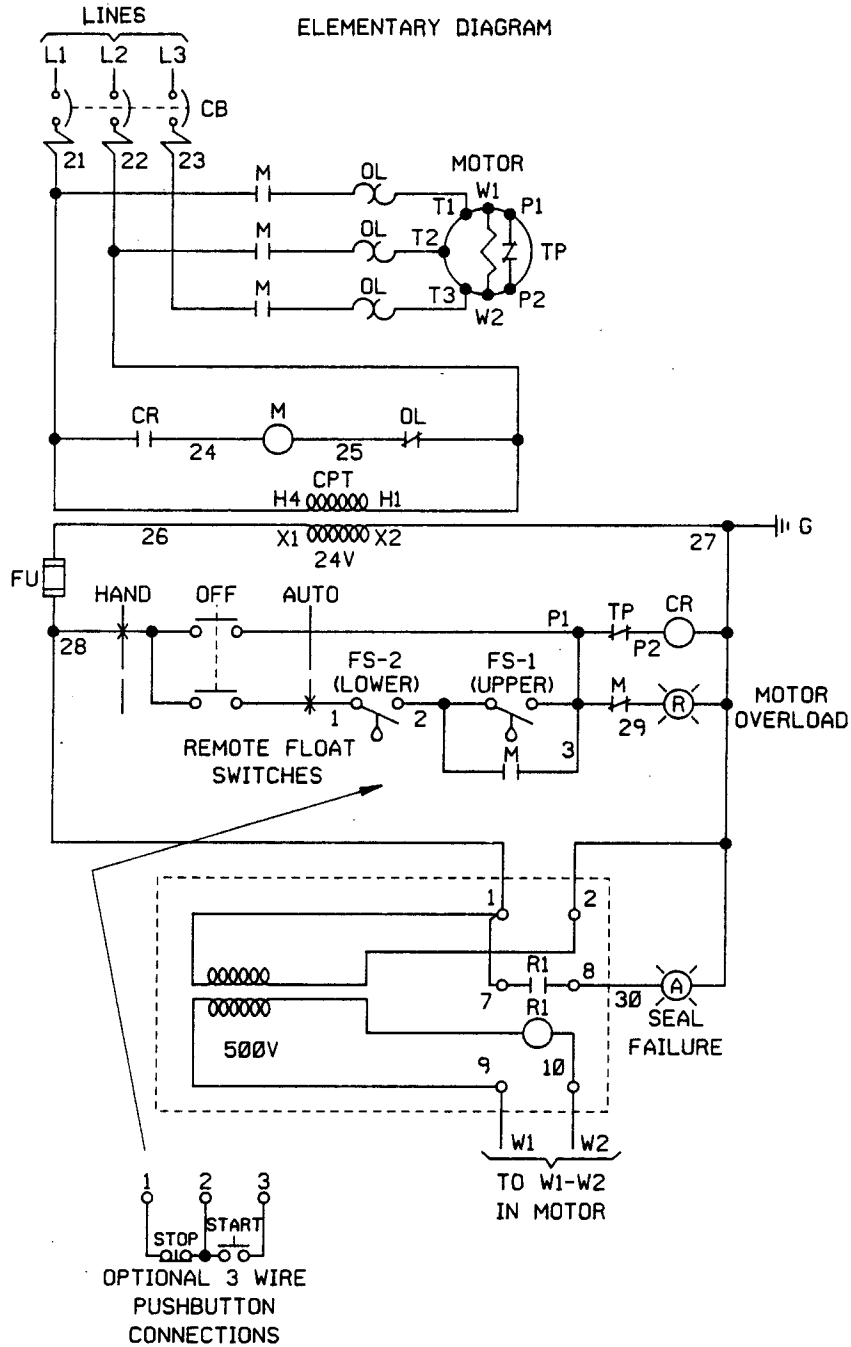 LINES
ELEMENTARY DIAGRAM
L1 L2 L3
CB
21 22 23
M OL MOTOR
W1
T1 P1
M OL T2 TP
M OL T3 P2
W2
CR M OL
24 25
CPT
H4 H1
26 X1 X2 27 G
24V
FU
HAND OFF AUTO
P1 TP CR
28 P2
FS-2 FS-1
(LOWER) (UPPER)
M R MOTOR
OVERLOAD
1 2 29
REMOTE FLOAT
SWITCHES
M 3
1 2
R1
7 8
30 A
R1
SEAL
FAILURE
500V
9 10
W1 W2
TO W1-W2
IN MOTOR
1 2 3
STOP START
OPTIONAL 3 WIRE
PUSHBUTTON
CONNECTIONS